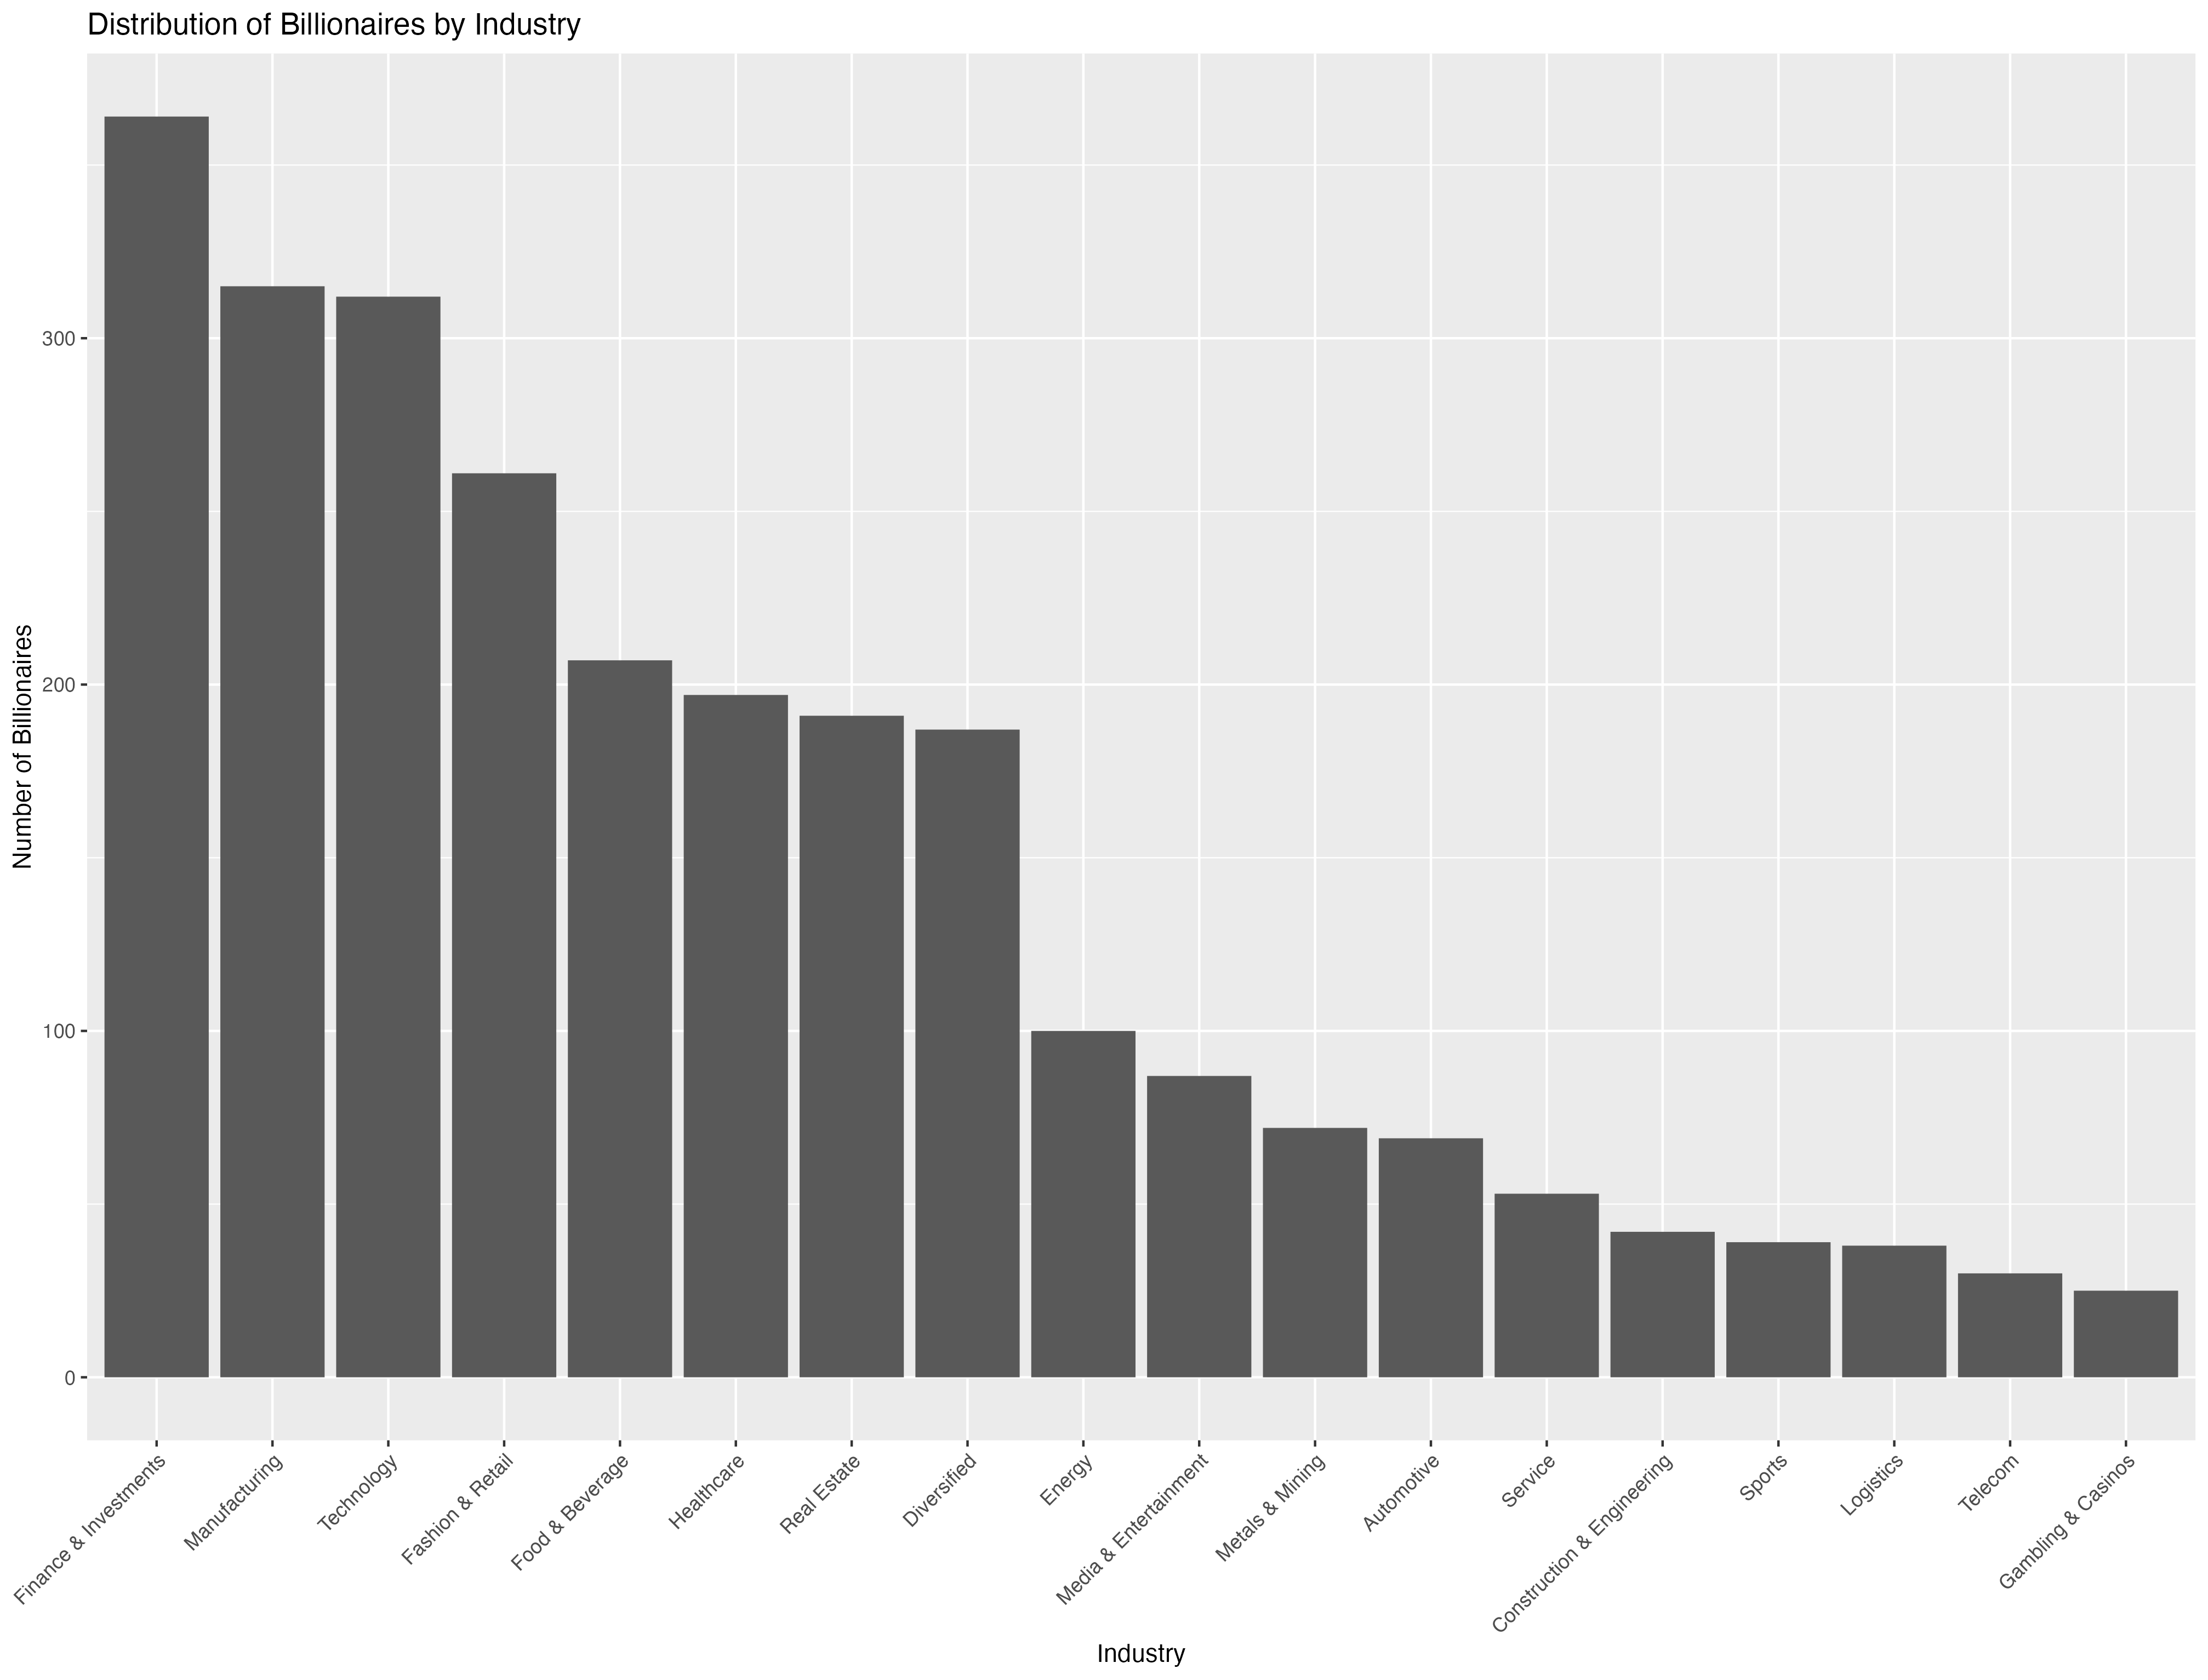 Distribution of Billionaires by Industry
Number of Billionaires
300
200
100
0
Finance & Investments
Manufacturing
Technology
Fashion & Retail
Food & Beverage
Healthcare
Real Estate
Diversified
Energy
Media & Entertainment
Metals & Mining
Automotive
Service
Construction & Engineering
Sports
Logistics
Telecom
Gambling & Casinos
Industry